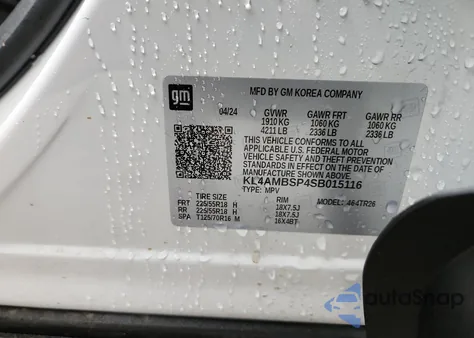 gm
MFD BY GM KOREA COMPANY
04/24 GVWR GAWR FRT GAWR RR
1910 KG 1060 KG 1060 KG
4211 LB 2336 LB 2336 LB
THIS VEHICLE CONFORMS TO ALL APPLICABLE
U.S. FEDERAL MOTOR
VEHICLE SAFETY AND THEFT PREVENTION
STANDARDS IN EFFECT ON THE DATE OF
MANUFACTURE SHOWN ABOVE.
KL4AMBSP4SB015116
TYPE: MPV MODEL: 4S4TR26
TIRE SIZE RIM
FRT 225/55R18 H 18X7.5J
RR 225/55R18 H 18X7.5J
SPA T125/70R16 M 16X4BT
autoSnap